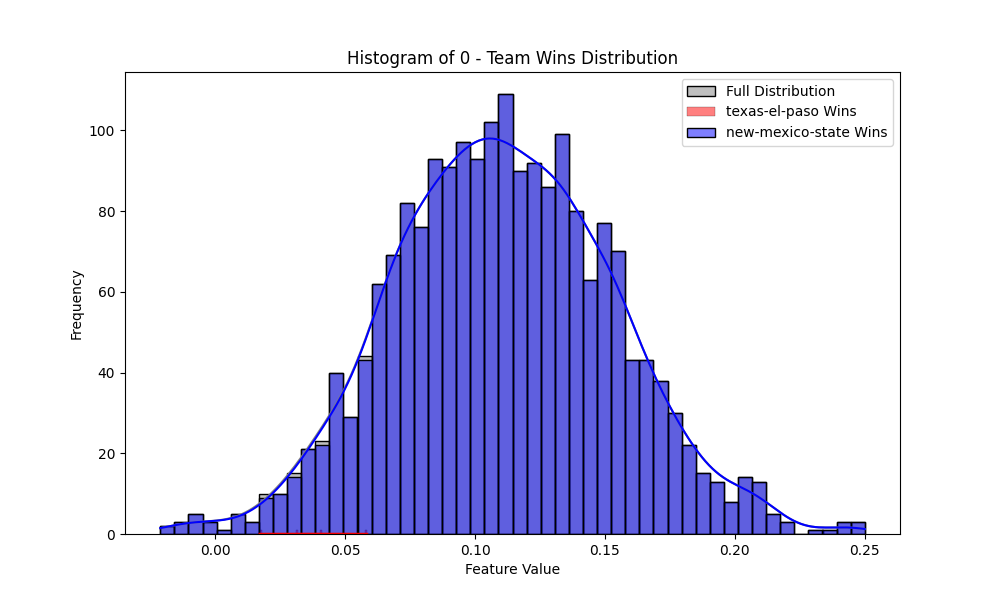 Histogram of 0 - Team Wins Distribution
Full Distribution
texas-el-paso Wins
new-mexico-state Wins
Frequency
100
80
60
40
20
0
0.00 0.05 0.10 0.15 0.20 0.25
Feature Value